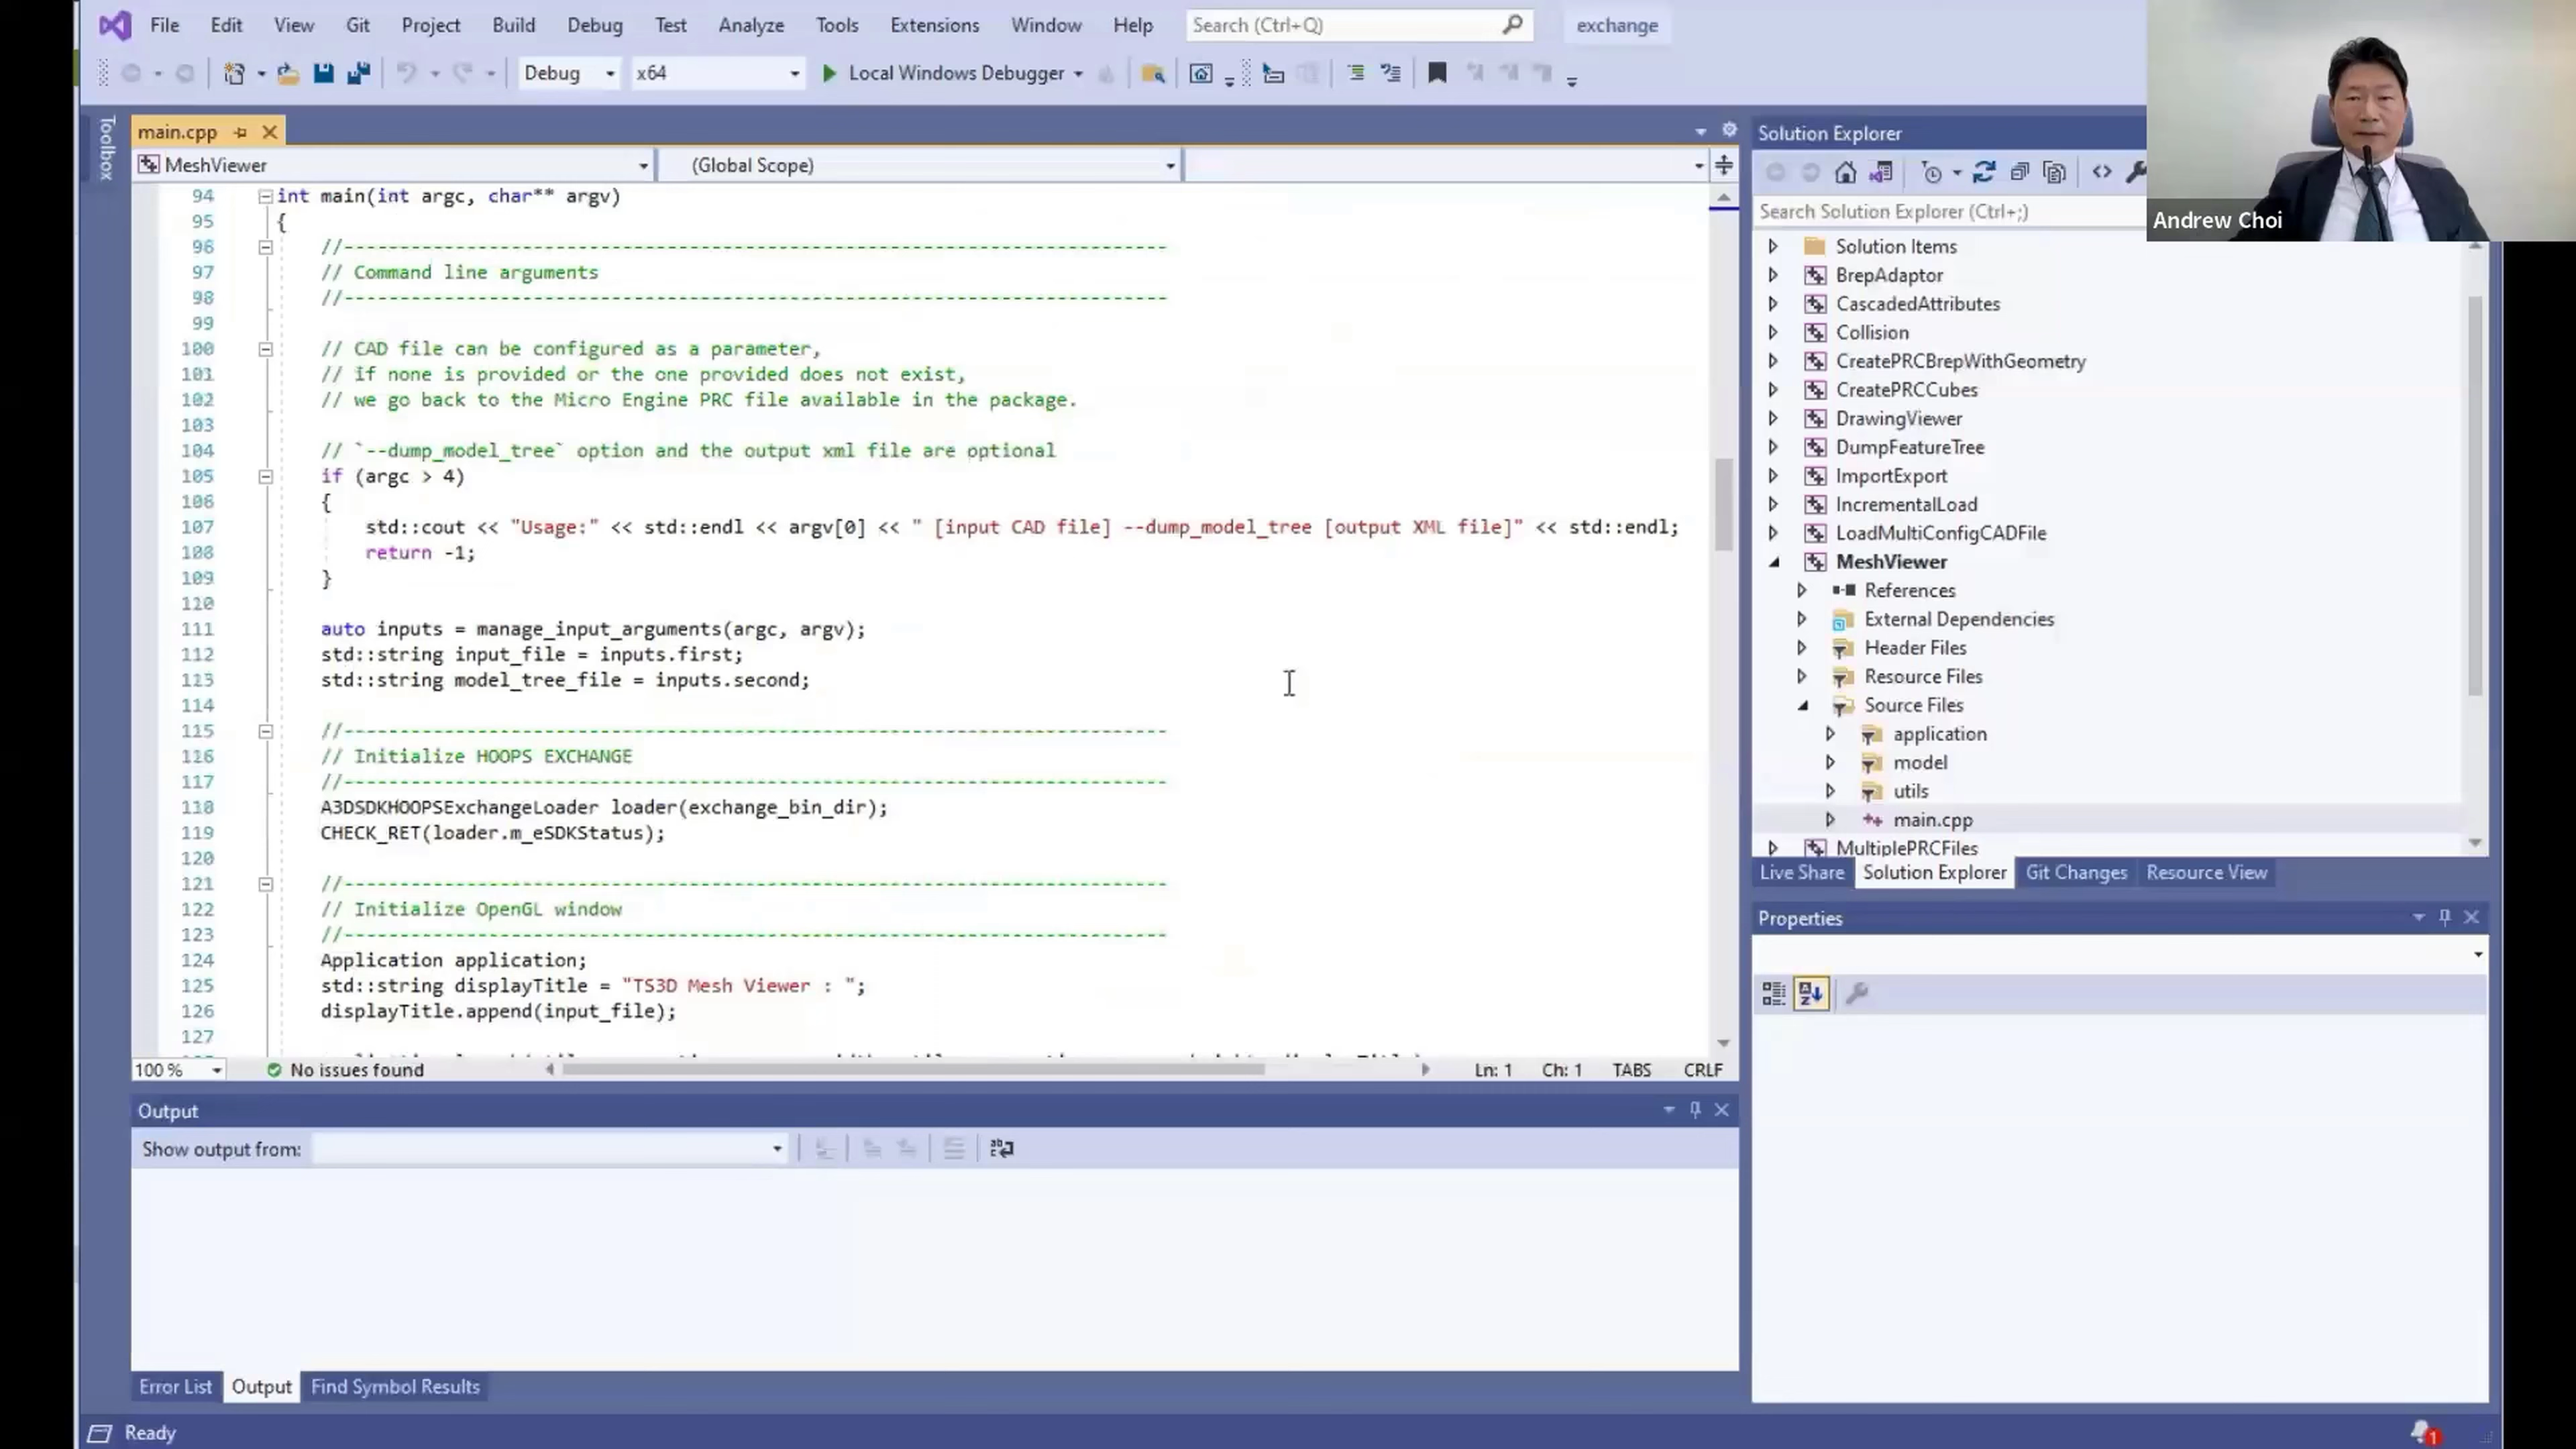 File Edit View Git Project Build Debug Test Analyze Tools Extensions Window Help Search (Ctrl+Q) exchange
Debug x64 Local Windows Debugger
Toolbox
main.cpp
MeshViewer (Global Scope)
94 int main(int argc, char** argv)
95 {
96 //--------------------------------------------------------------------------
97 // Command line arguments
98 //--------------------------------------------------------------------------
99
100 // CAD file can be configured as a parameter,
101 // if none is provided or the one provided does not exist,
102 // we go back to the Micro Engine PRC file available in the package.
103
104 // `--dump_model_tree` option and the output xml file are optional
105 if (argc > 4)
106 {
107 std::cout << "Usage:" << std::endl << argv[0] << " [input CAD file] --dump_model_tree [output XML file]" << std::endl;
108 return -1;
109 }
110
111 auto inputs = manage_input_arguments(argc, argv);
112 std::string input_file = inputs.first;
113 std::string model_tree_file = inputs.second;
114
115 //--------------------------------------------------------------------------
116 // Initialize HOOPS EXCHANGE
117 //--------------------------------------------------------------------------
118 A3DSDKHOOPSExchangeLoader loader(exchange_bin_dir);
119 CHECK_RET(loader.m_eSDKStatus);
120
121 //--------------------------------------------------------------------------
122 // Initialize OpenGL window
123 //--------------------------------------------------------------------------
124 Application application;
125 std::string displayTitle = "TS3D Mesh Viewer : ";
126 displayTitle.append(input_file);
127
100 % No issues found Ln: 1 Ch: 1 TABS CRLF
Output
Show output from:
Error List Output Find Symbol Results
Ready
Solution Explorer
Search Solution Explorer (Ctrl+;)
Solution Items
BrepAdaptor
CascadedAttributes
Collision
CreatePRCBrepWithGeometry
CreatePRCCubes
DrawingViewer
DumpFeatureTree
ImportExport
IncrementalLoad
LoadMultiConfigCADFile
MeshViewer
References
External Dependencies
Header Files
Resource Files
Source Files
application
model
utils
main.cpp
MultiplePRCFiles
Live Share Solution Explorer Git Changes Resource View
Properties
Andrew Choi
1